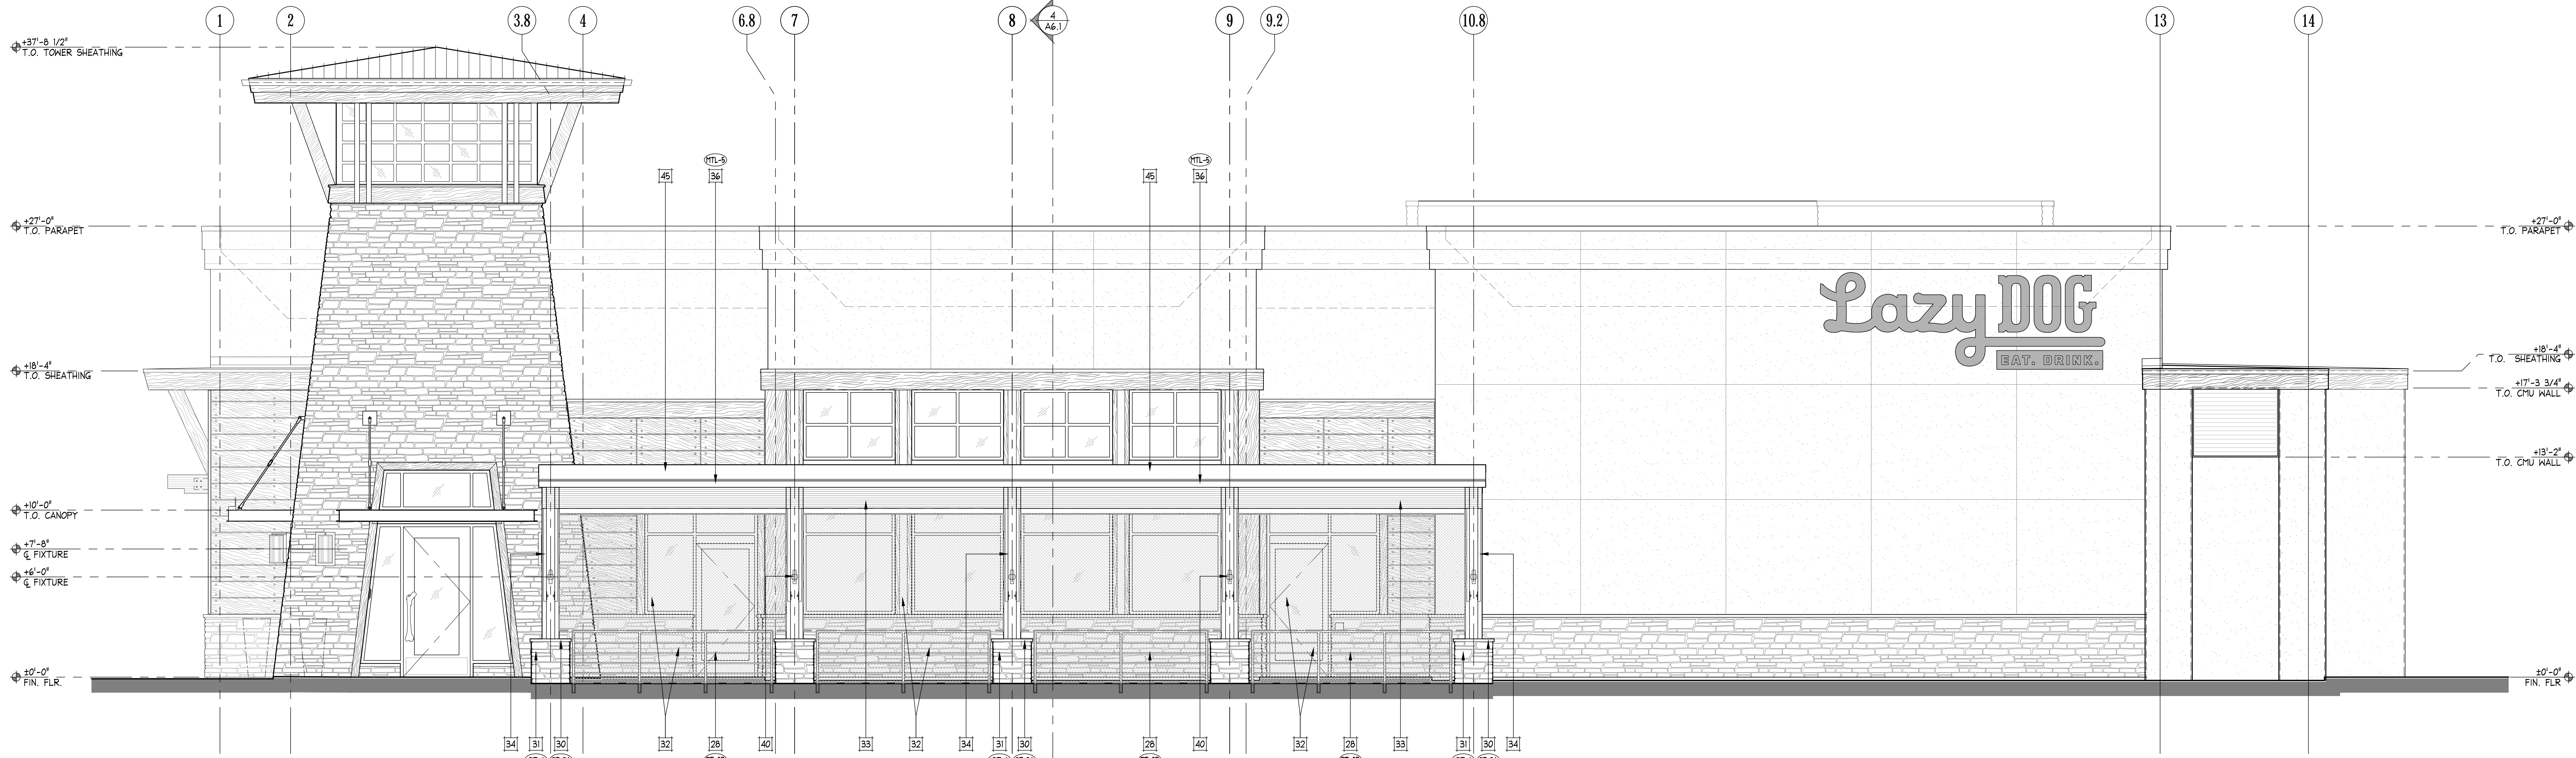 1 2 3.8 4 6.8 7 8 9 9.2 10.8 13 14
4
A6.1
+37'-8 1/2"
T.O. TOWER SHEATHING
MTL-5 MTL-5
45 36 45 36
+27'-0"
T.O. PARAPET
+27'-0"
T.O. PARAPET
Lazy DOG
EAT. DRINK.
+18'-4"
T.O. SHEATHING
+18'-4"
T.O. SHEATHING
+17'-3 3/4"
T.O. CMU WALL
+13'-2"
T.O. CMU WALL
+10'-0"
T.O. CANOPY
+7'-8"
℄ FIXTURE
+6'-0"
℄ FIXTURE
±0'-0"
FIN. FLR.
±0'-0"
FIN. FLR
34 31 30 32 28 40 33 32 34 31 30 28 40 32 28 33 31 30 34